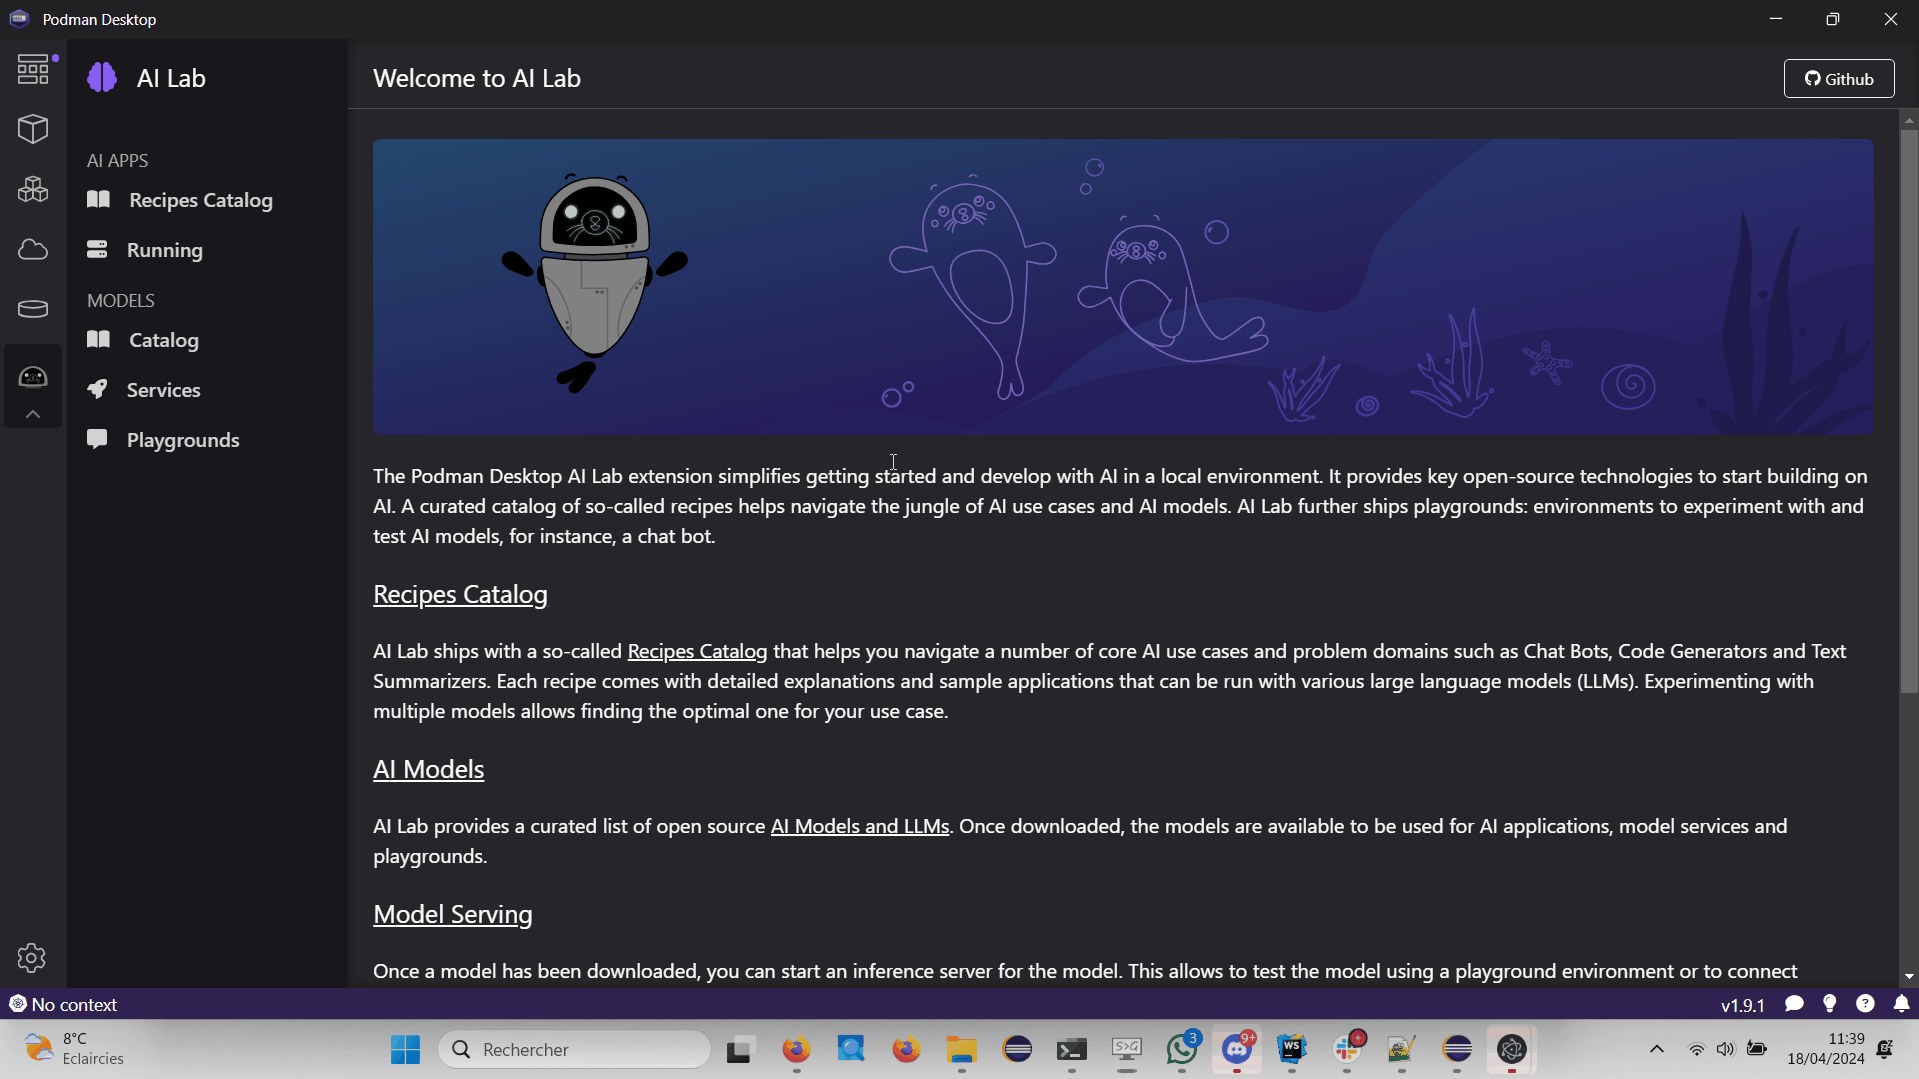 Podman Desktop
AI Lab
AI APPS
Recipes Catalog
Running
MODELS
Catalog
Services
Playgrounds
Welcome to AI Lab
Github
The Podman Desktop AI Lab extension simplifies getting started and develop with AI in a local environment. It provides key open-source technologies to start building on
AI. A curated catalog of so-called recipes helps navigate the jungle of AI use cases and AI models. AI Lab further ships playgrounds: environments to experiment with and
test AI models, for instance, a chat bot.
Recipes Catalog
AI Lab ships with a so-called Recipes Catalog that helps you navigate a number of core AI use cases and problem domains such as Chat Bots, Code Generators and Text
Summarizers. Each recipe comes with detailed explanations and sample applications that can be run with various large language models (LLMs). Experimenting with
multiple models allows finding the optimal one for your use case.
AI Models
AI Lab provides a curated list of open source AI Models and LLMs. Once downloaded, the models are available to be used for AI applications, model services and
playgrounds.
Model Serving
Once a model has been downloaded, you can start an inference server for the model. This allows to test the model using a playground environment or to connect
No context
v1.9.1
8°C
Eclaircies
Rechercher
3
9+
WS
11:39
18/04/2024